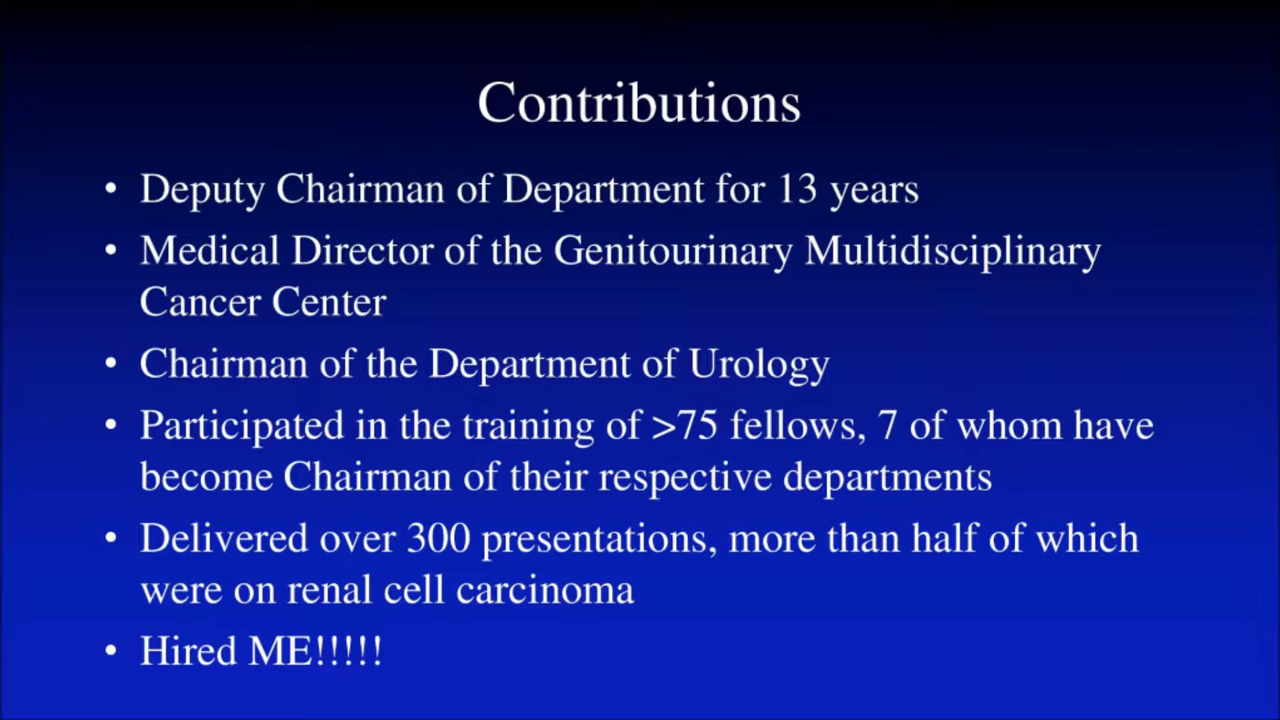 Contributions
• Deputy Chairman of Department for 13 years
• Medical Director of the Genitourinary Multidisciplinary
Cancer Center
• Chairman of the Department of Urology
• Participated in the training of >75 fellows, 7 of whom have
become Chairman of their respective departments
• Delivered over 300 presentations, more than half of which
were on renal cell carcinoma
• Hired ME!!!!!